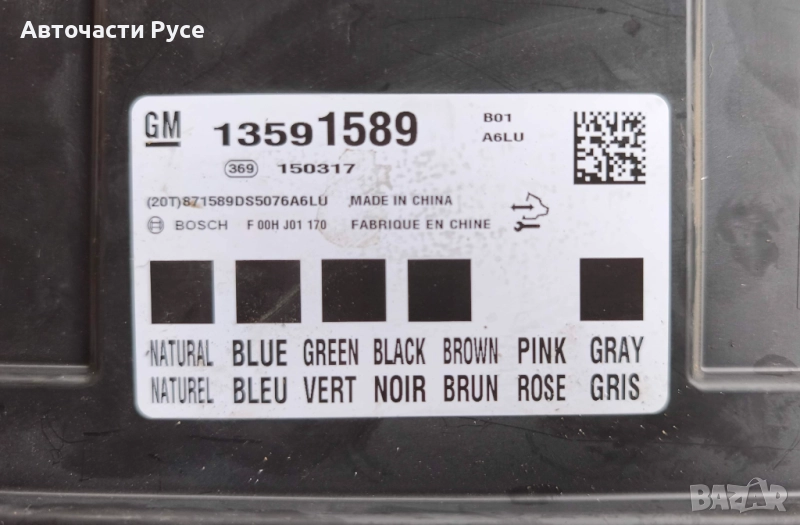 Авточасти Русе
GM 13591589 B01
A6LU
369 150317
(20T)871589DS5076A6LU MADE IN CHINA
BOSCH F 00H J01 170 FABRIQUE EN CHINE
NATURAL BLUE GREEN BLACK BROWN PINK GRAY
NATUREL BLEU VERT NOIR BRUN ROSE GRIS
BAZAR